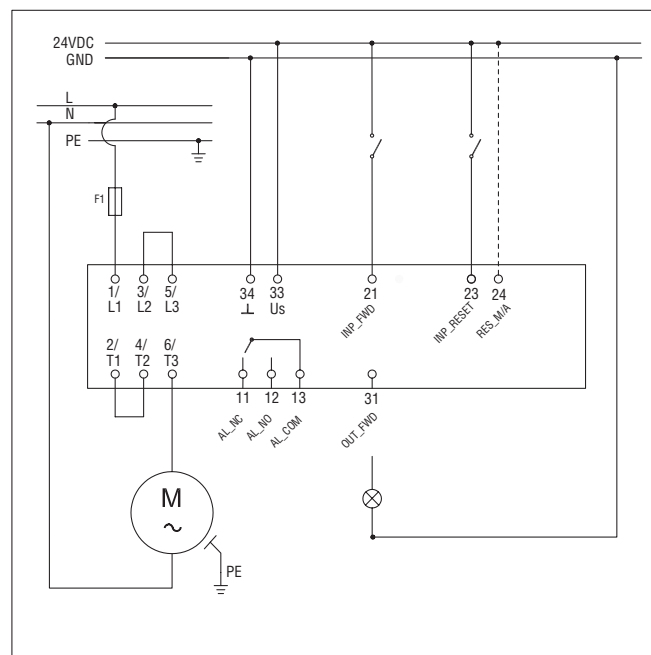 24VDC
GND
L
N
PE
F1
1/ 3/ 5/
L1 L2 L3
34 33 21 23 24
⊥ Us
INP_FWD
INP_RESET
RES_M/A
2/ 4/ 6/
T1 T2 T3
11 12 13 31
AL_NC
AL_NO
AL_COM
OUT_FWD
M
~
PE